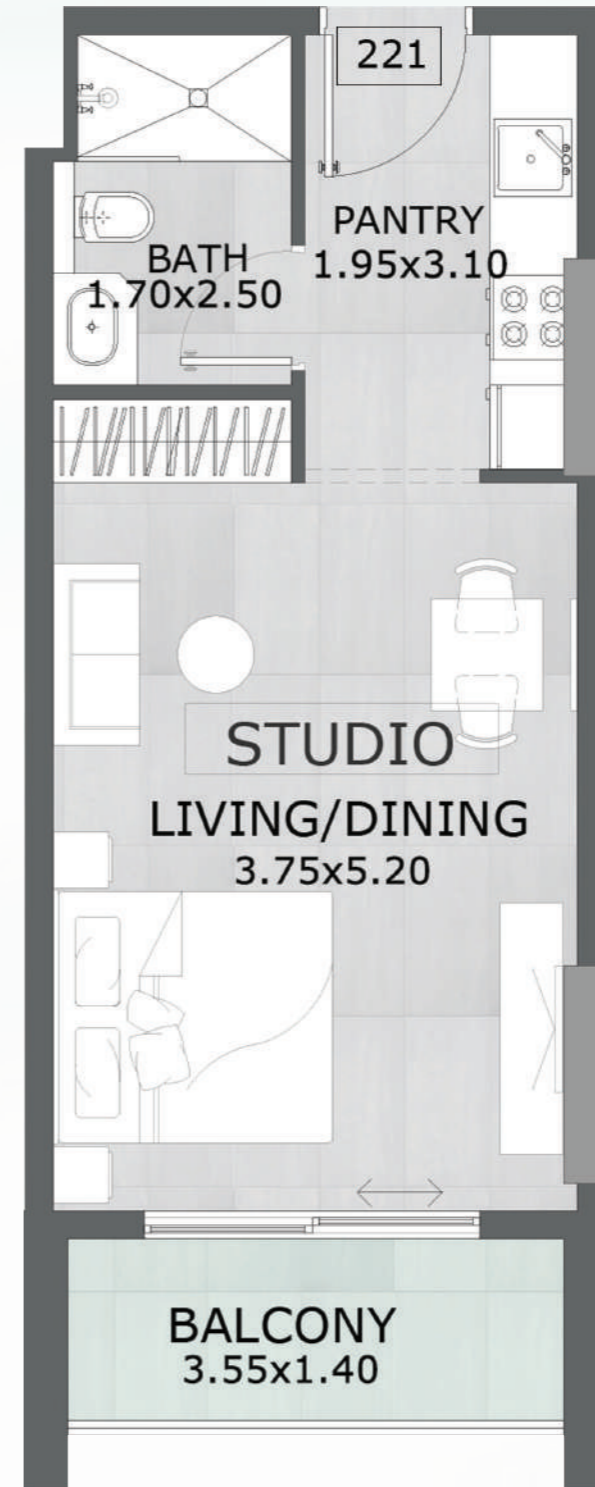 221
PANTRY
1.95x3.10
BATH
1.70x2.50
STUDIO
LIVING/DINING
3.75x5.20
BALCONY
3.55x1.40